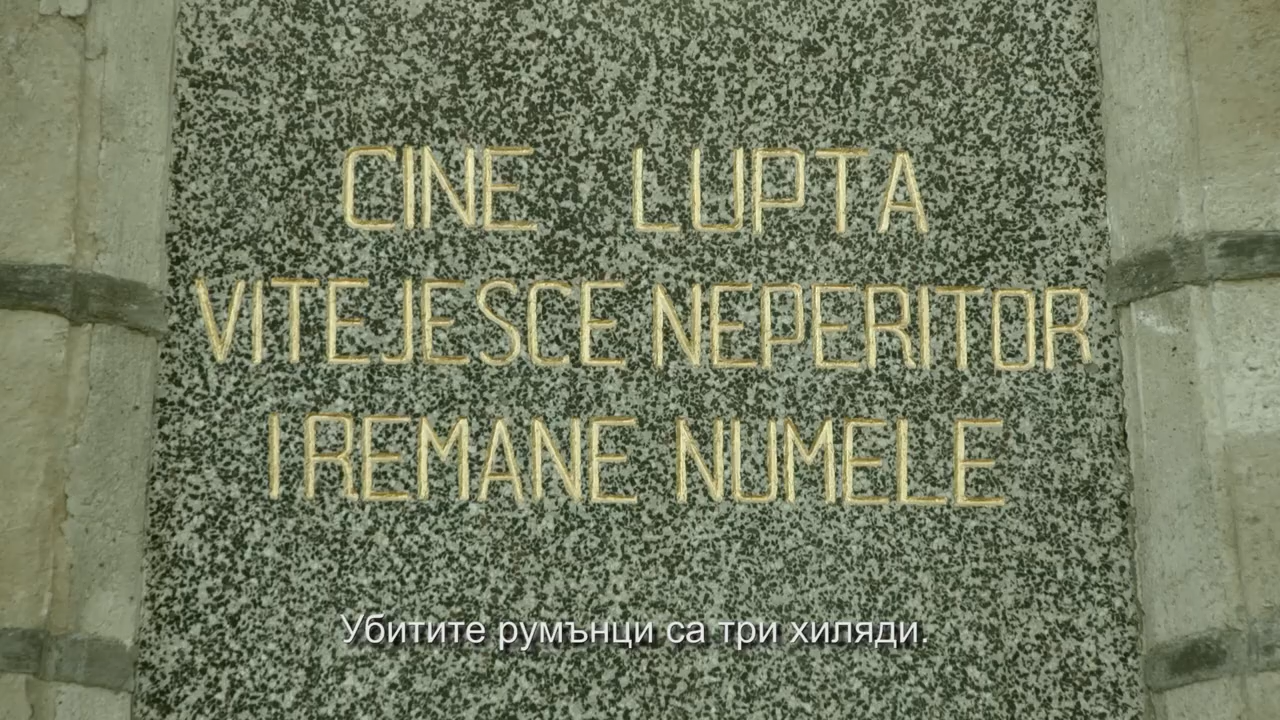 CINE LUPTA
VITEJESCE NEPERITOR
I REMANE NUMELE
Убитите румънци са три хиляди.